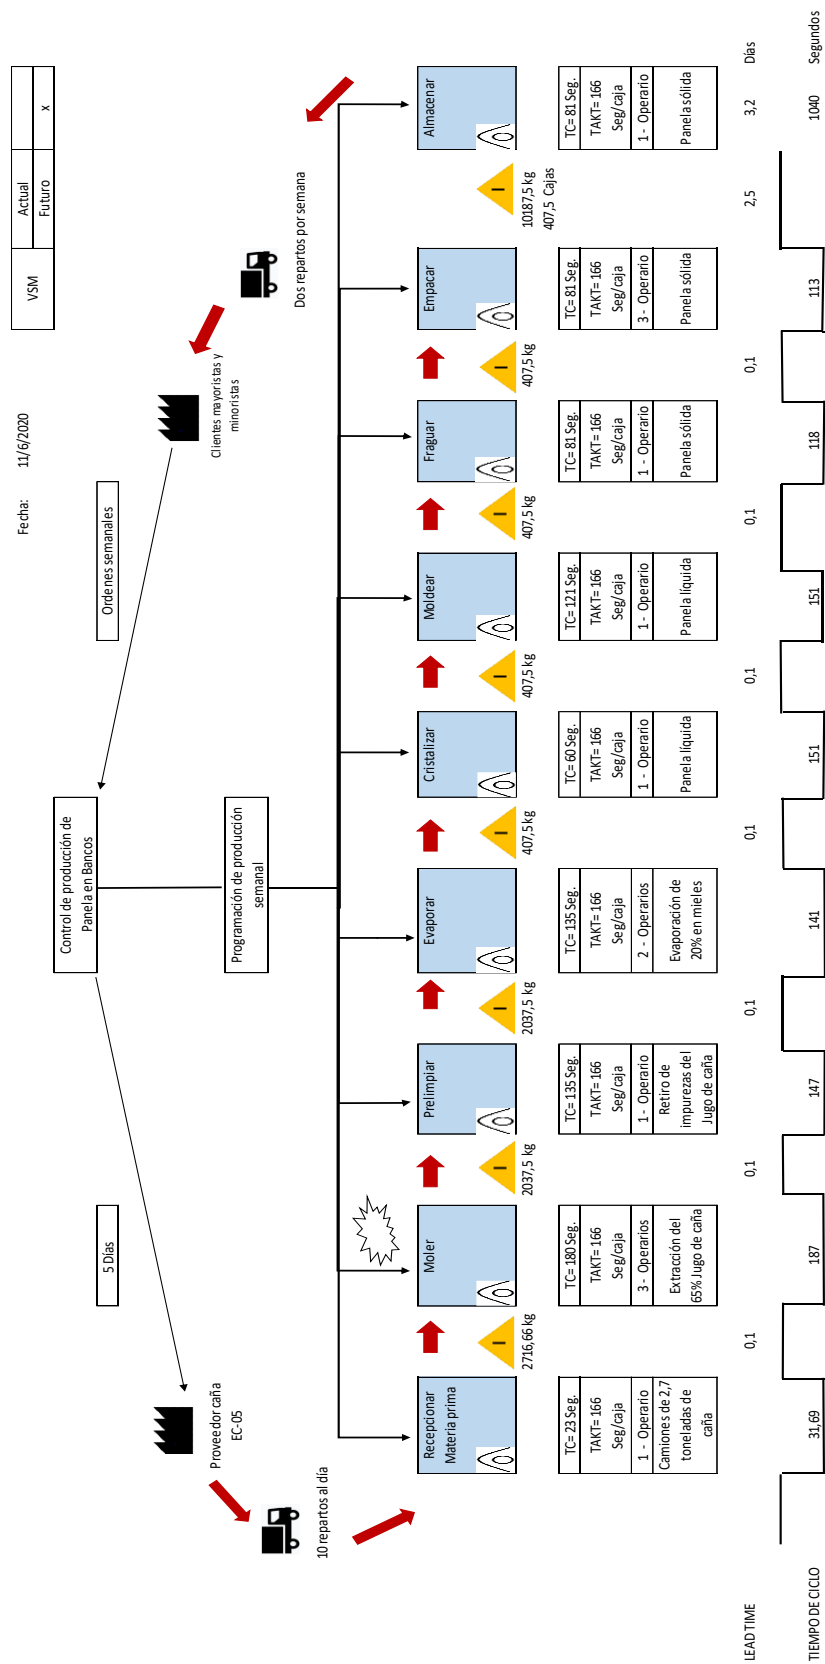 Fecha:
11/6/2020
VSM
Actual
Futuro
x
5 Días
Control de producción de
Panela en Bancos
Ordenes semanales
Proveedor caña
EC-05
Clientes mayoristas y
minoristas
Programación de producción
semanal
10 repartos al día
Dos repartos por semana
Recepcionar
Materia prima
Moler
Prelimpiar
Evaporar
Cristalizar
Moldear
Fraguar
Empacar
Almacenar
I
2716,66 kg
I
2037,5 kg
I
2037,5 kg
I
407,5 kg
I
407,5 kg
I
407,5 kg
I
407,5 kg
I
10187,5 kg
407,5 Cajas
TC= 23 Seg.
TAKT= 166
Seg/caja
1 - Operario
Camiones de 2,7
toneladas de
caña
TC= 180 Seg.
TAKT= 166
Seg/caja
3 - Operarios
Extracción del
65% Jugo de caña
TC= 135 Seg.
TAKT= 166
Seg/caja
1 - Operario
Retiro de
impurezas del
Jugo de caña
TC= 135 Seg.
TAKT= 166
Seg/caja
2 - Operarios
Evaporación de
20% en mieles
TC= 60 Seg.
TAKT= 166
Seg/caja
1 - Operario
Panela líquida
TC= 121 Seg.
TAKT= 166
Seg/caja
1 - Operario
Panela líquida
TC= 81 Seg.
TAKT= 166
Seg/caja
1 - Operario
Panela sólida
TC= 81 Seg.
TAKT= 166
Seg/caja
3 - Operario
Panela sólida
TC= 81 Seg.
TAKT= 166
Seg/caja
1 - Operario
Panela sólida
LEAD TIME
0,1
0,1
0,1
0,1
0,1
0,1
0,1
2,5
3,2
Días
TIEMPO DE CICLO
31,69
187
147
141
151
151
118
113
1040
Segundos